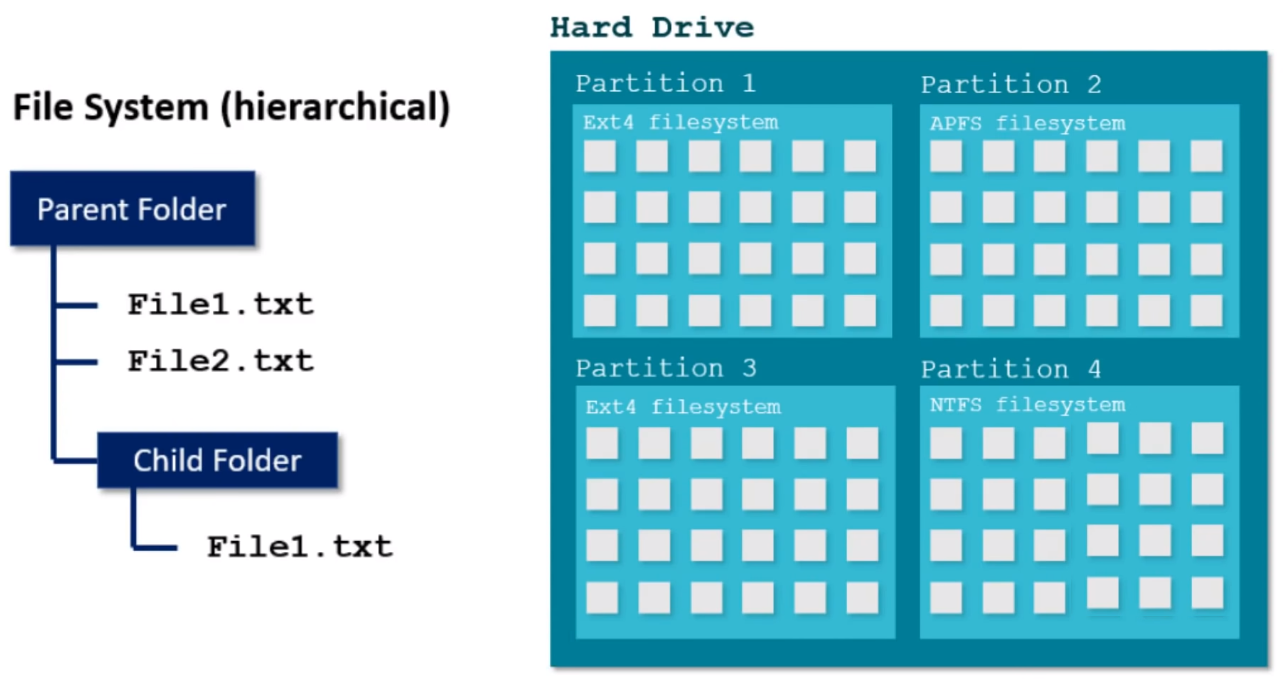 File System (hierarchical)
Parent Folder
File1.txt
File2.txt
Child Folder
File1.txt
Hard Drive
Partition 1
Ext4 filesystem
Partition 2
APFS filesystem
Partition 3
Ext4 filesystem
Partition 4
NTFS filesystem